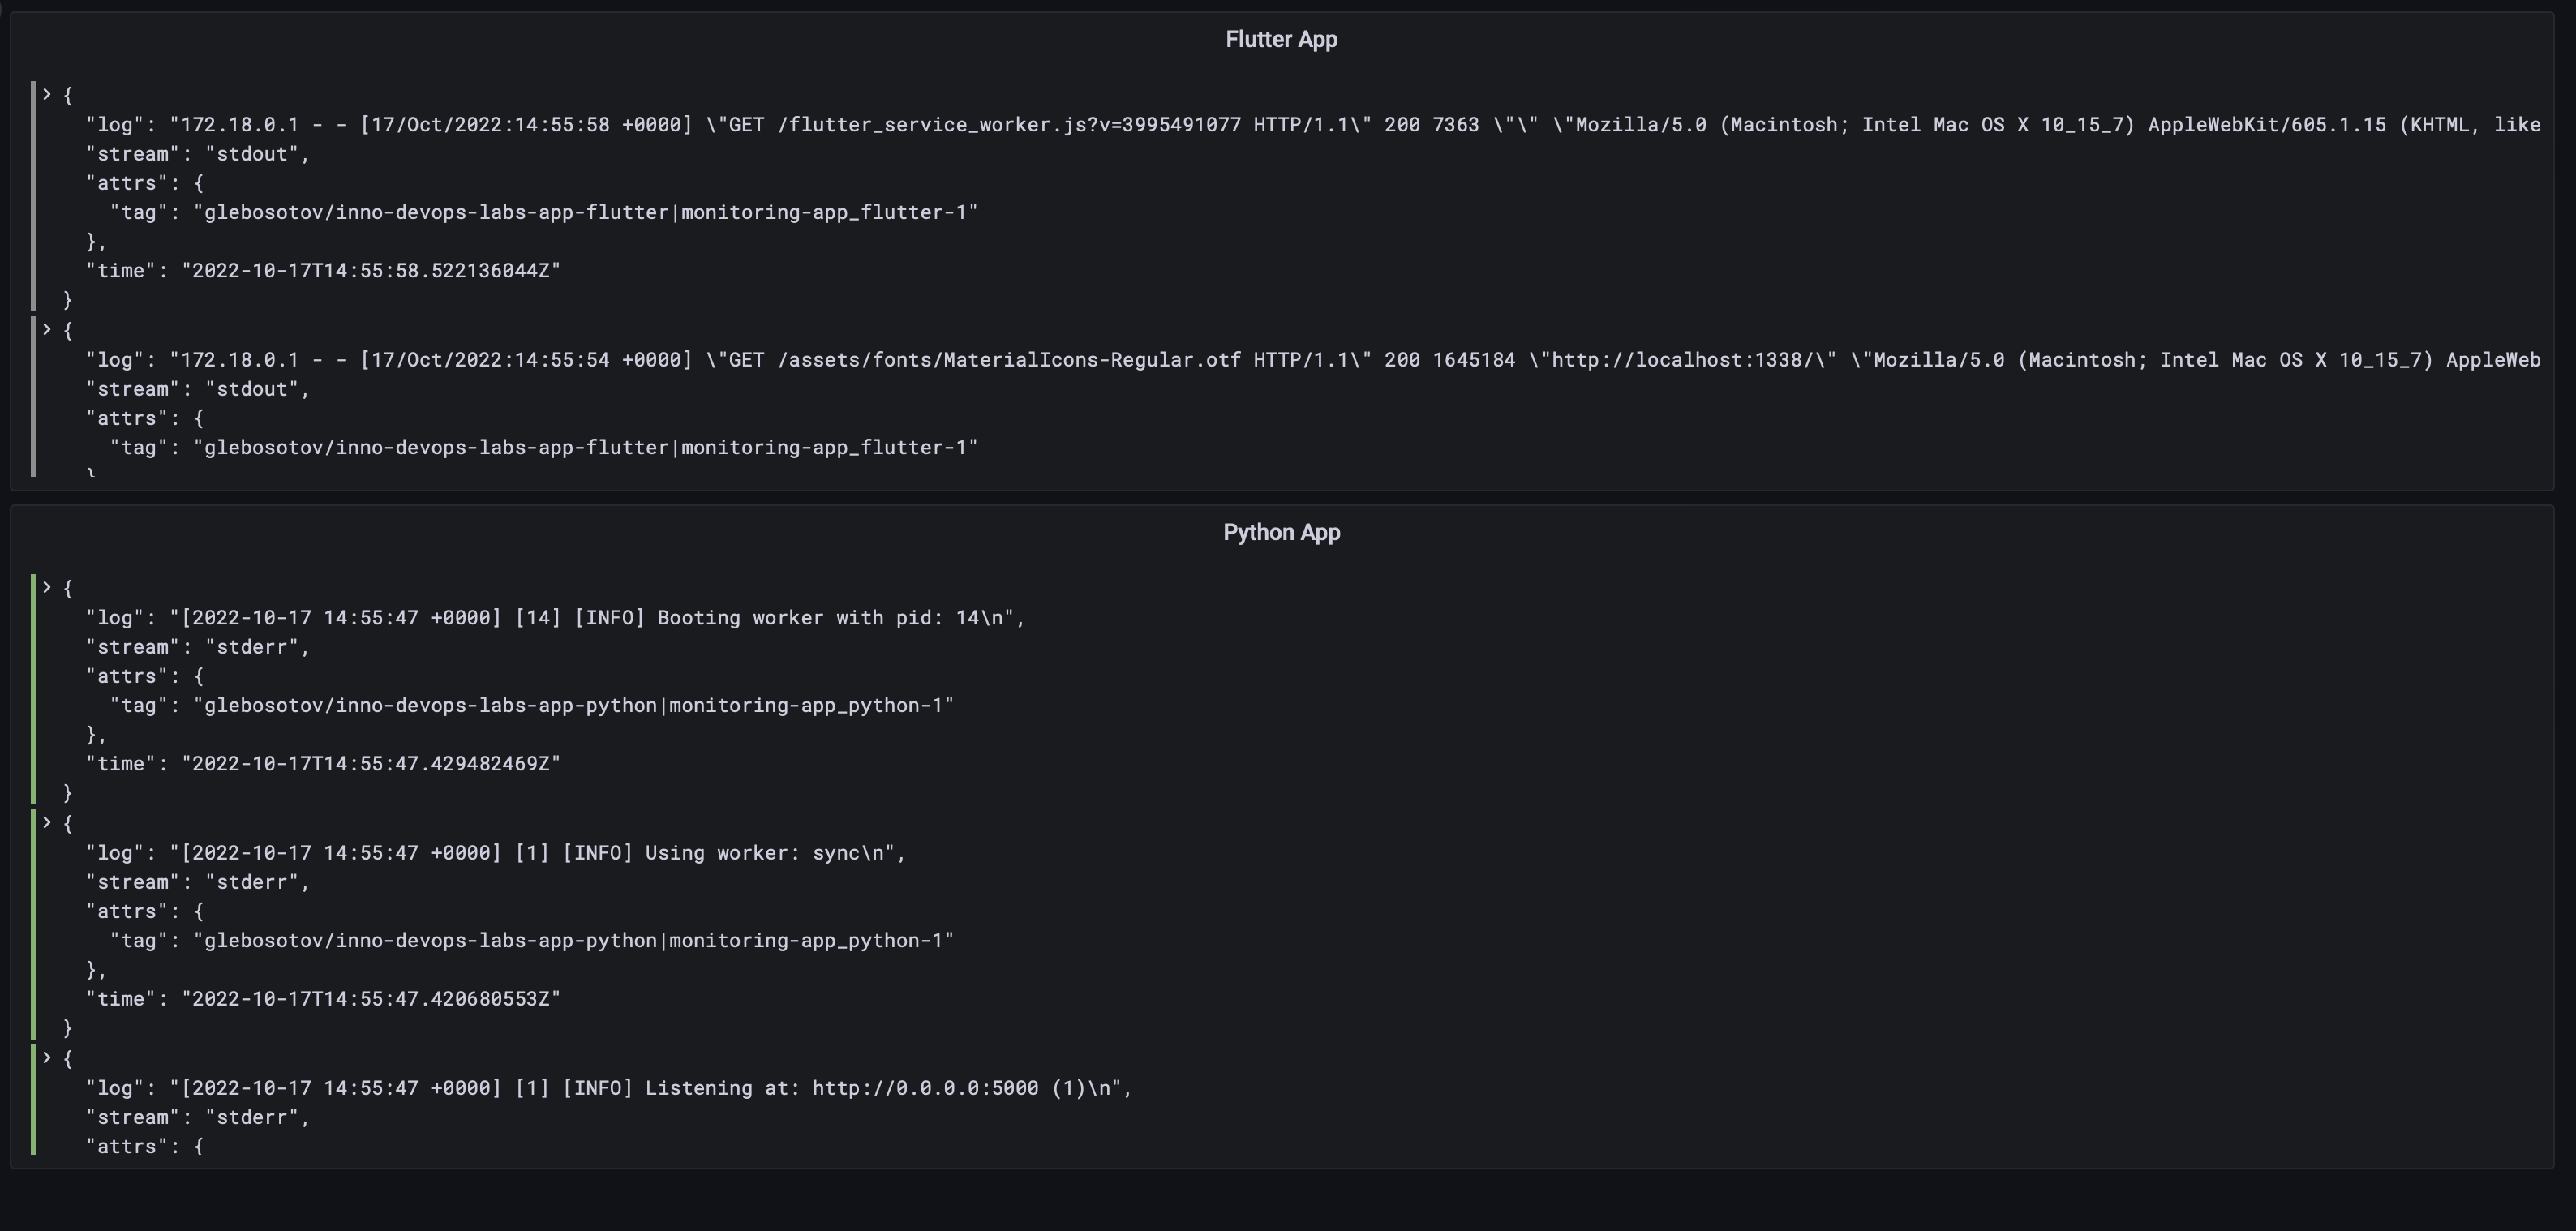 Flutter App
{
"log": "172.18.0.1 - - [17/Oct/2022:14:55:58 +0000] \"GET /flutter_service_worker.js?v=3995491077 HTTP/1.1\" 200 7363 \"\" \"Mozilla/5.0 (Macintosh; Intel Mac OS X 10_15_7) AppleWebKit/605.1.15 (KHTML, like
"stream": "stdout",
"attrs": {
"tag": "glebosotov/inno-devops-labs-app-flutter|monitoring-app_flutter-1"
},
"time": "2022-10-17T14:55:58.522136044Z"
}
{
"log": "172.18.0.1 - - [17/Oct/2022:14:55:54 +0000] \"GET /assets/fonts/MaterialIcons-Regular.otf HTTP/1.1\" 200 1645184 \"http://localhost:1338/\" \"Mozilla/5.0 (Macintosh; Intel Mac OS X 10_15_7) AppleWeb
"stream": "stdout",
"attrs": {
"tag": "glebosotov/inno-devops-labs-app-flutter|monitoring-app_flutter-1"
}
Python App
{
"log": "[2022-10-17 14:55:47 +0000] [14] [INFO] Booting worker with pid: 14\n",
"stream": "stderr",
"attrs": {
"tag": "glebosotov/inno-devops-labs-app-python|monitoring-app_python-1"
},
"time": "2022-10-17T14:55:47.429482469Z"
}
{
"log": "[2022-10-17 14:55:47 +0000] [1] [INFO] Using worker: sync\n",
"stream": "stderr",
"attrs": {
"tag": "glebosotov/inno-devops-labs-app-python|monitoring-app_python-1"
},
"time": "2022-10-17T14:55:47.420680553Z"
}
{
"log": "[2022-10-17 14:55:47 +0000] [1] [INFO] Listening at: http://0.0.0.0:5000 (1)\n",
"stream": "stderr",
"attrs": {